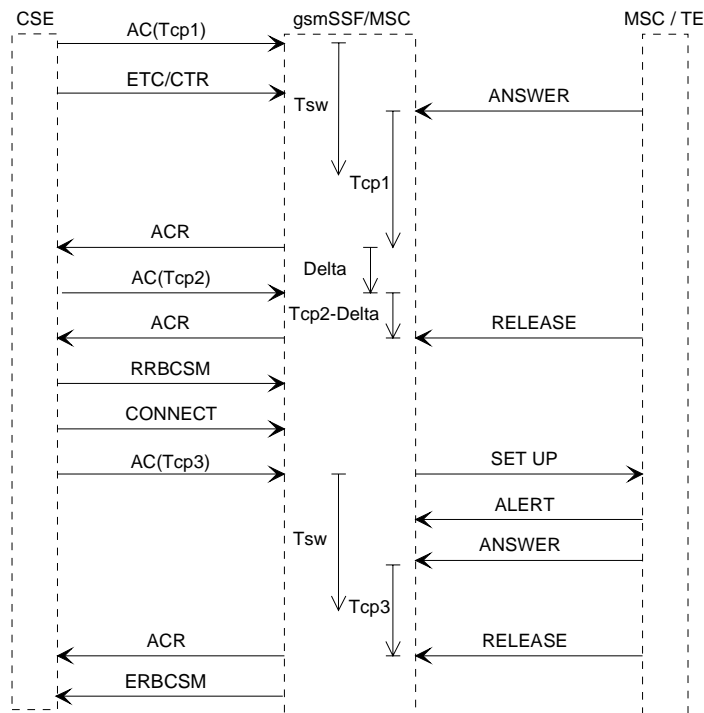 CSE
gsmSSF/MSC
MSC / TE
AC(Tcp1)
ETC/CTR
Tsw
ANSWER
Tcp1
ACR
Delta
AC(Tcp2)
Tcp2-Delta
ACR
RELEASE
RRBCSM
CONNECT
AC(Tcp3)
SET UP
ALERT
Tsw
ANSWER
Tcp3
ACR
RELEASE
ERBCSM